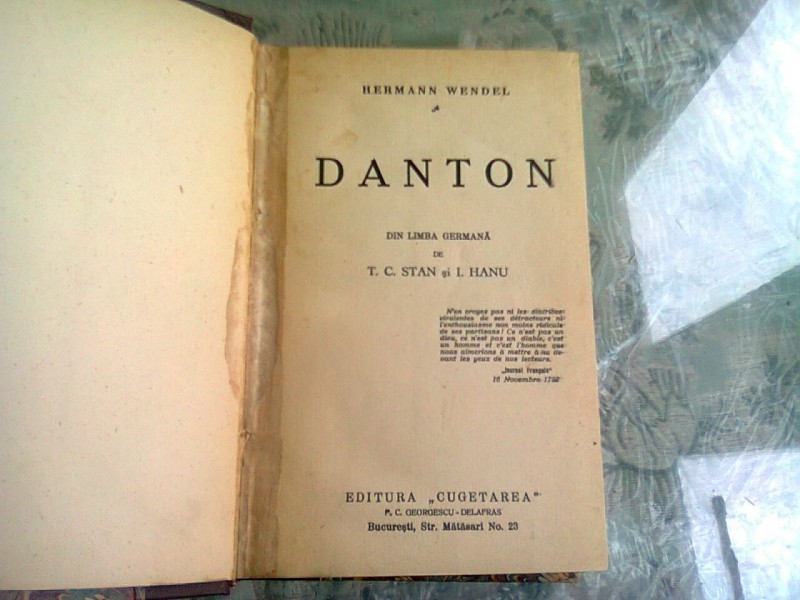 HERMANN WENDEL
DANTON
DIN LIMBA GERMANĂ
DE
T. C. STAN și I. HANU
N'en croyez pas ni les diatribes
virulentes de ses détracteurs ni
l'enthousiasme non moins ridicule
de ses partisans! Ce n'est pas un
dieu, ce n'est pas un diable, c'est
un homme et c'est l'homme que
nous aimerions à mettre à nu de-
vant les yeux de nos lecteurs.
„Journal Français"
16 Novembre 1792
EDITURA „CUGETAREA"
P. C. GEORGESCU - DELAFRAS
București, Str. Mătăsari No. 23